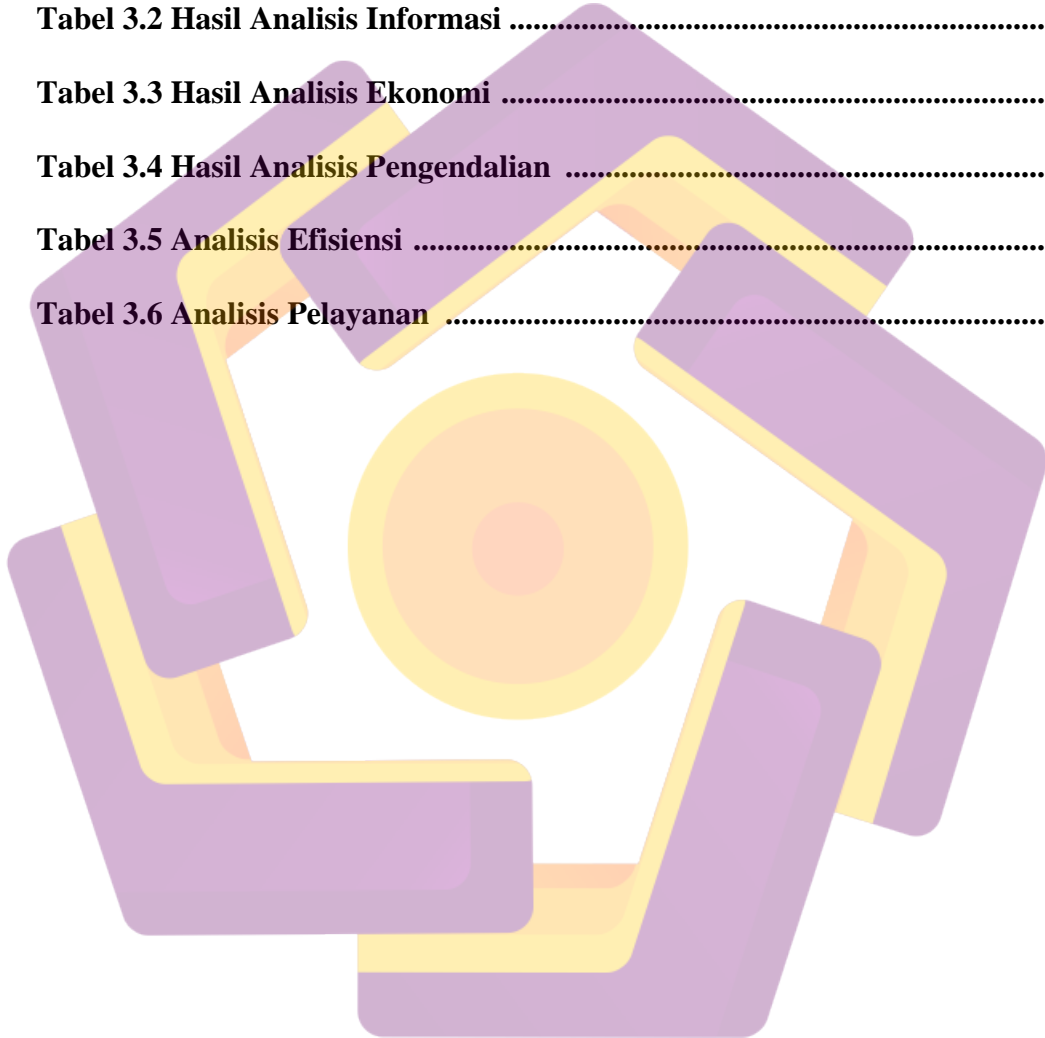 Tabel 3.2 Hasil Analisis Informasi ....................................................................
Tabel 3.3 Hasil Analisis Ekonomi .....................................................................
Tabel 3.4 Hasil Analisis Pengendalian .............................................................
Tabel 3.5 Analisis Efisiensi ................................................................................
Tabel 3.6 Analisis Pelayanan ............................................................................